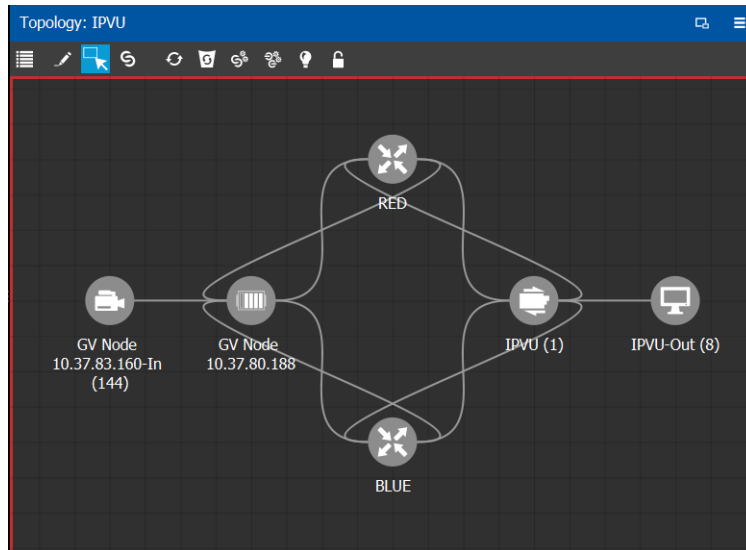 Topology: IPVU
RED
GV Node
10.37.83.160-In
(144)
GV Node
10.37.80.188
IPVU (1)
IPVU-Out (8)
BLUE